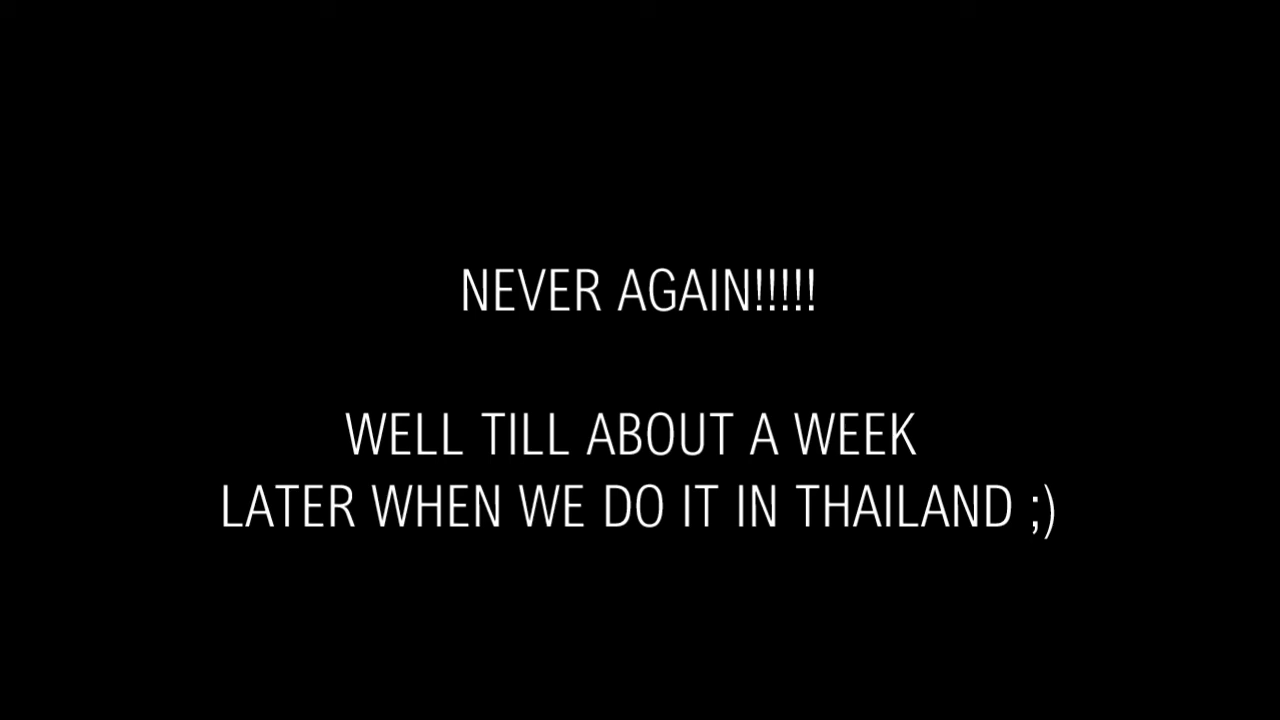 NEVER AGAIN!!!!!
WELL TILL ABOUT A WEEK
LATER WHEN WE DO IT IN THAILAND ;)